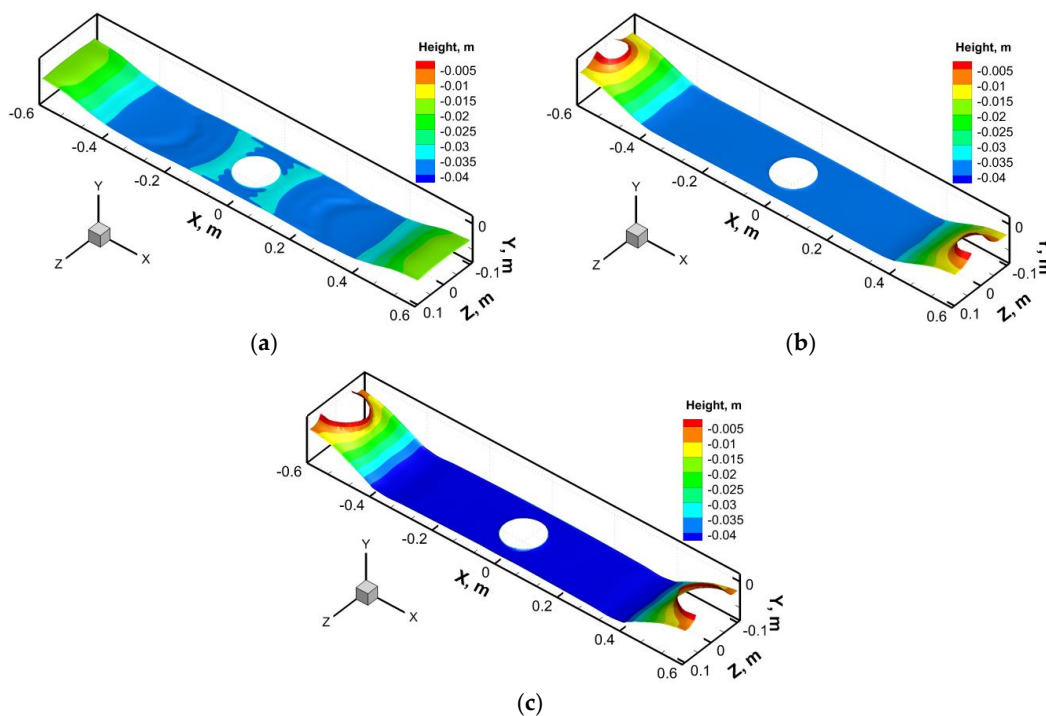 Height, m
-0.005
-0.01
-0.015
-0.02
-0.025
-0.03
-0.035
-0.04
-0.6
-0.4
-0.2
0
0.2
0.4
0.6
X, m
0
-0.1
Y, m
0.1
0
Z, m
Y
Z
X
(a)
Height, m
-0.005
-0.01
-0.015
-0.02
-0.025
-0.03
-0.035
-0.04
-0.6
-0.4
-0.2
0
0.2
0.4
0.6
X, m
0
-0.1
Y, m
0.1
0
Z, m
Y
Z
X
(b)
Height, m
-0.005
-0.01
-0.015
-0.02
-0.025
-0.03
-0.035
-0.04
-0.6
-0.4
-0.2
0
0.2
0.4
0.6
X, m
0
-0.1
Y, m
0.1
0
Z, m
Y
Z
X
(c)